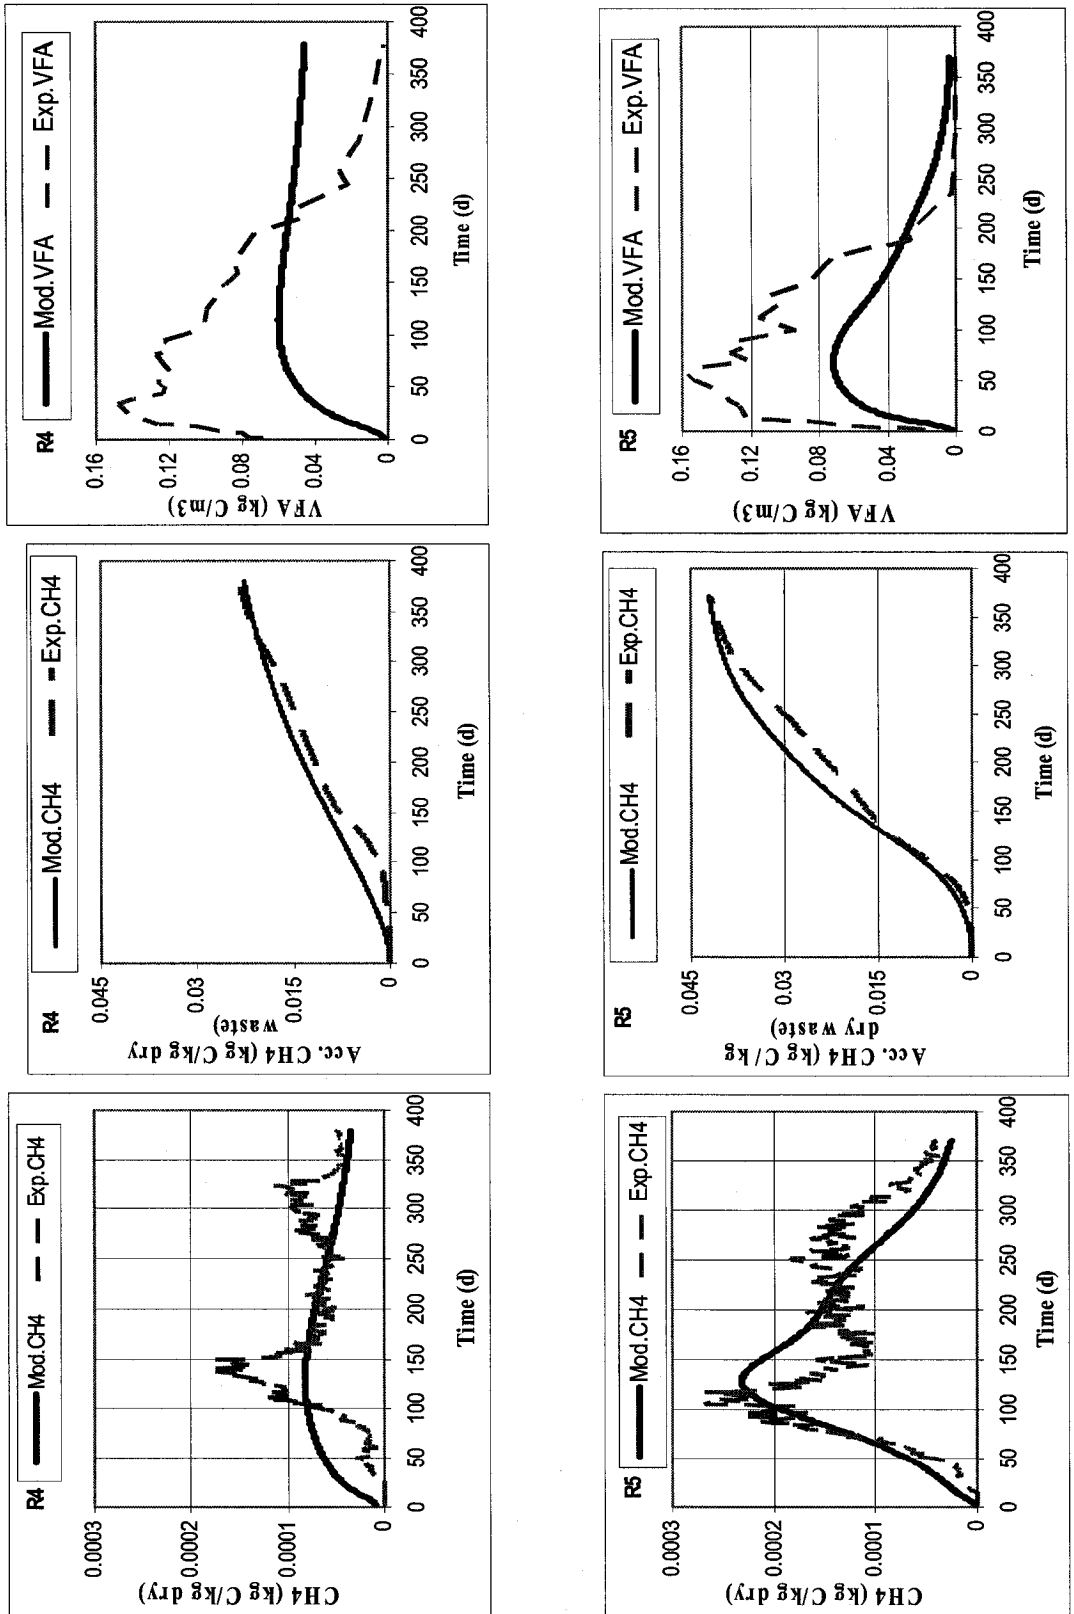 R4
Mod.CH4
Exp.CH4
CH4 (kg C/kg dry)
0.0003
0.0002
0.0001
0
0
50
100
150
200
250
300
350
400
Time (d)
R4
Mod.CH4
Exp.CH4
Acc. CH4 (kg C/kg dry
waste)
0.045
0.03
0.015
0
0
50
100
150
200
250
300
350
400
Time (d)
R4
Mod.VFA
Exp.VFA
VFA (kg C/m3)
0.16
0.12
0.08
0.04
0
0
50
100
150
200
250
300
350
400
Time (d)
R5
Mod.CH4
Exp.CH4
CH4 (kg C/kg dry)
0.0003
0.0002
0.0001
0
0
50
100
150
200
250
300
350
400
Time (d)
R5
Mod.CH4
Exp.CH4
Acc. CH4 (kg C/kg
dry waste)
0.045
0.03
0.015
0
0
50
100
150
200
250
300
350
400
Time (d)
R5
Mod.VFA
Exp.VFA
VFA (kg C/m3)
0.16
0.12
0.08
0.04
0
0
50
100
150
200
250
300
350
400
Time (d)